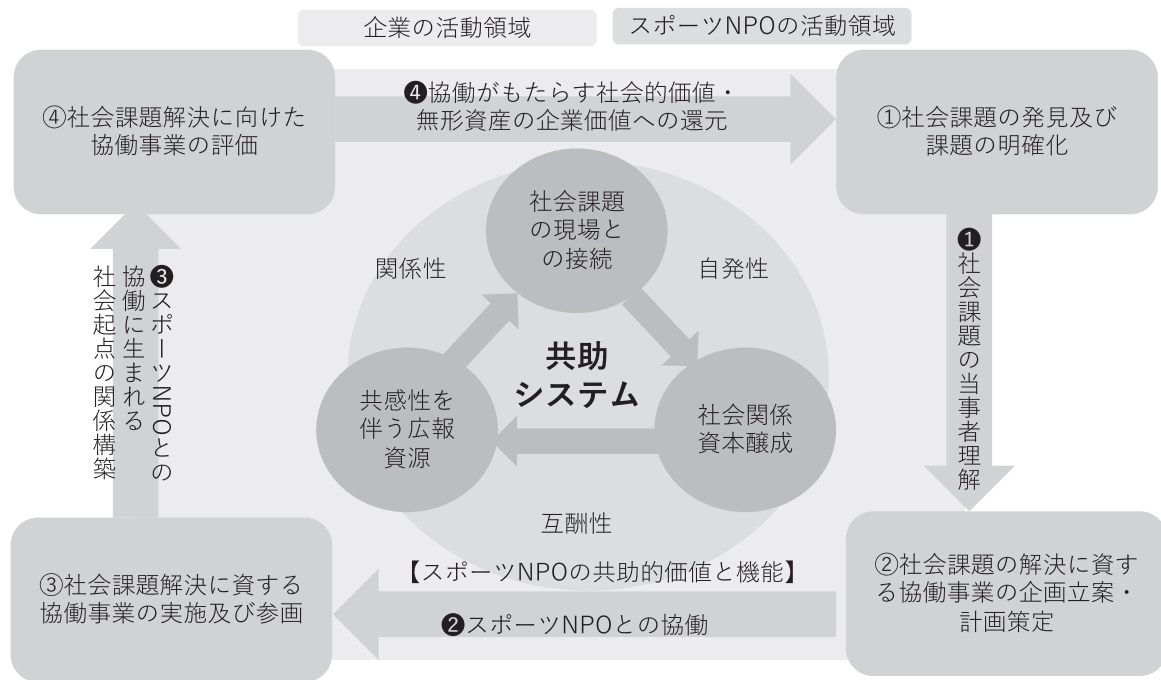 企業の活動領域
スポーツNPOの活動領域
④社会課題解決に向けた
協働事業の評価
❹協働がもたらす社会的価値・
無形資産の企業価値への還元
①社会課題の発見及び
課題の明確化
社会課題
の現場と
の接続
関係性
自発性
❶社会課題の当事者理解
❸スポーツNPOとの
協働に生まれる
社会起点の関係構築
共助
システム
共感性を
伴う広報
資源
社会関係
資本醸成
互酬性
【スポーツNPOの共助的価値と機能】
③社会課題解決に資する
協働事業の実施及び参画
❷スポーツNPOとの協働
②社会課題の解決に資す
る協働事業の企画立案・
計画策定